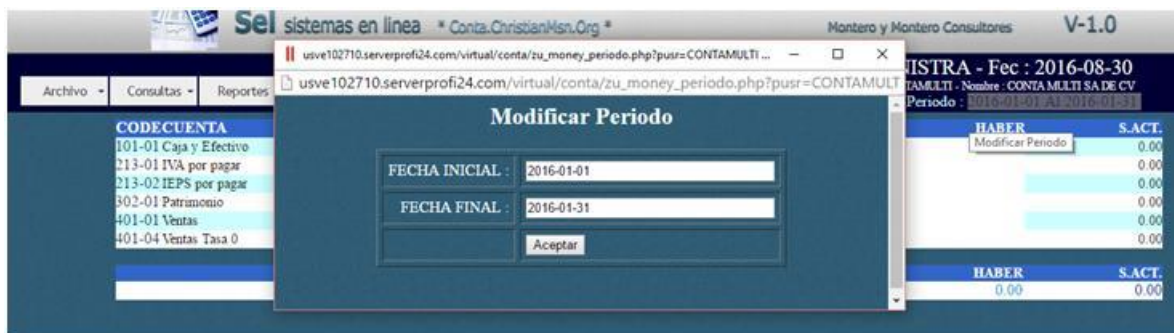 Sel sistemas en linea * Conta.ChristianMsn.Org * Montero y Montero Consultores V-1.0
usve102710.serverprofi24.com/virtual/conta/zu_money_periodo.php?pusr=CONTAMULTI ...
usve102710.serverprofi24.com/virtual/conta/zu_money_periodo.php?pusr=CONTAMULT
NISTRA - Fec : 2016-08-30
TAMULTI - Nombre : CONTA MULTI SA DE CV
Periodo : 2016-01-01 Al 2016-01-31
Archivo Consultas Reportes
Modificar Periodo
FECHA INICIAL : 2016-01-01
FECHA FINAL : 2016-01-31
Aceptar
CODECUENTA HABER S.ACT.
Modificar Periodo
101-01 Caja y Efectivo 0.00
213-01 IVA por pagar 0.00
213-02 IEPS por pagar 0.00
302-01 Patrimonio 0.00
401-01 Ventas 0.00
401-04 Ventas Tasa 0 0.00
HABER S.ACT.
0.00 0.00